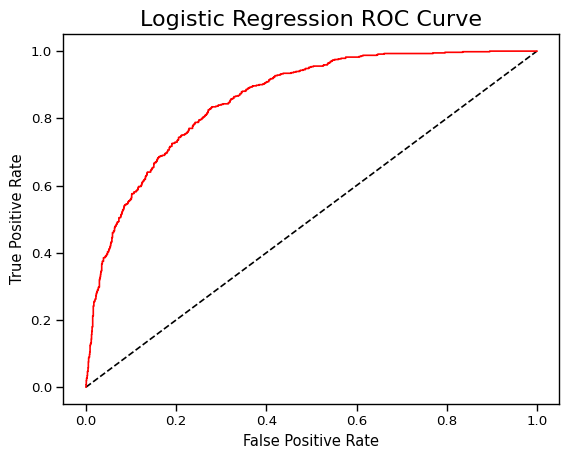 Logistic Regression ROC Curve
1.0
0.8
0.6
0.4
0.2
0.0
True Positive Rate
0.0 0.2 0.4 0.6 0.8 1.0
False Positive Rate